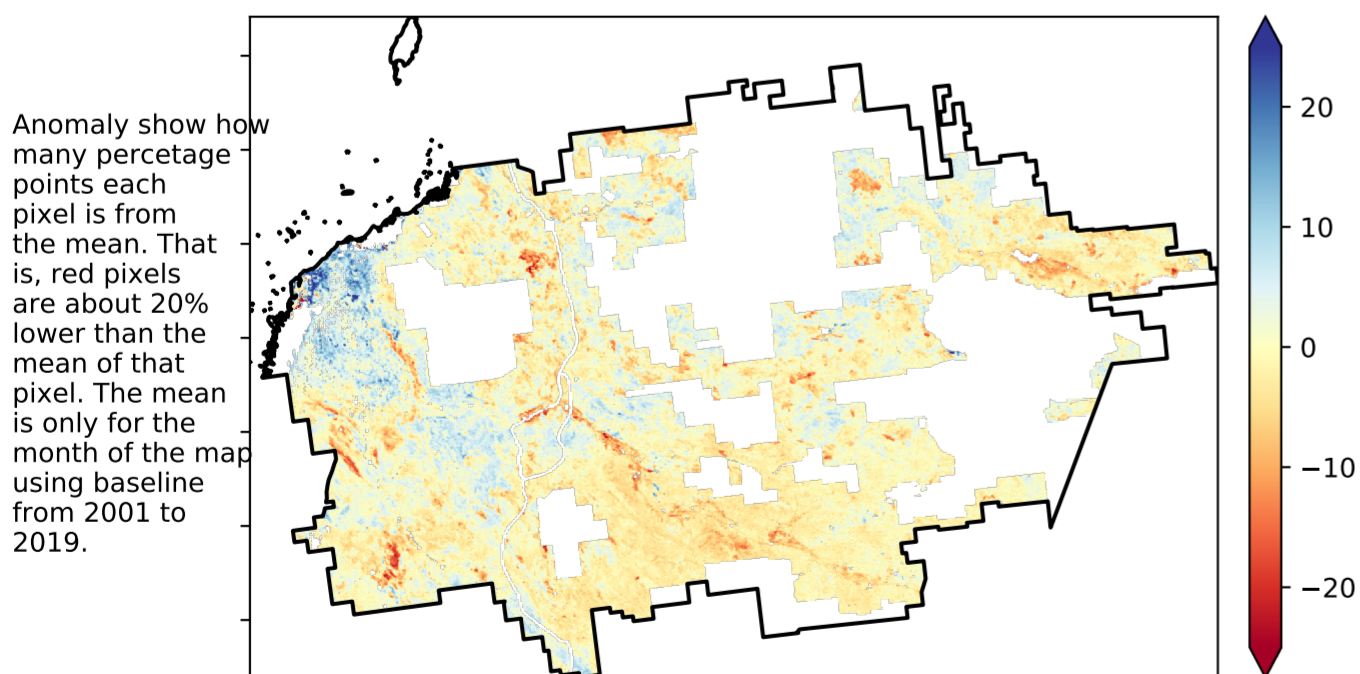 Anomaly show how
many percetage
points each
pixel is from
the mean. That
is, red pixels
are about 20%
lower than the
mean of that
pixel. The mean
is only for the
month of the map
using baseline
from 2001 to
2019.
20
10
0
−10
−20